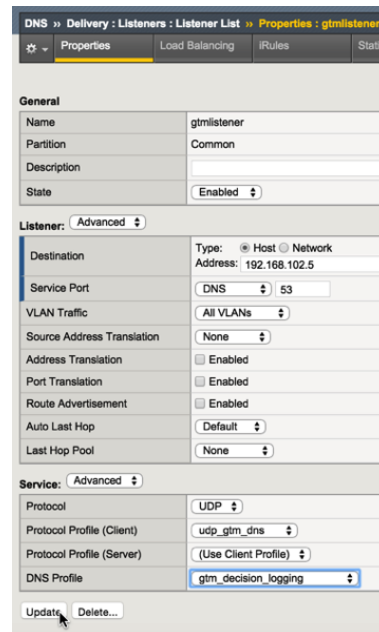 DNS » Delivery : Listeners : Listener List » Properties : gtmlistener
Properties Load Balancing iRules
General
Name gtmlistener
Partition Common
Description
State Enabled
Listener: Advanced
Destination Type: Host Network
Address: 192.168.102.5
Service Port DNS 53
VLAN Traffic All VLANs
Source Address Translation None
Address Translation Enabled
Port Translation Enabled
Route Advertisement Enabled
Auto Last Hop Default
Last Hop Pool None
Service: Advanced
Protocol UDP
Protocol Profile (Client) udp_gtm_dns
Protocol Profile (Server) (Use Client Profile)
DNS Profile gtm_decision_logging
Update Delete...